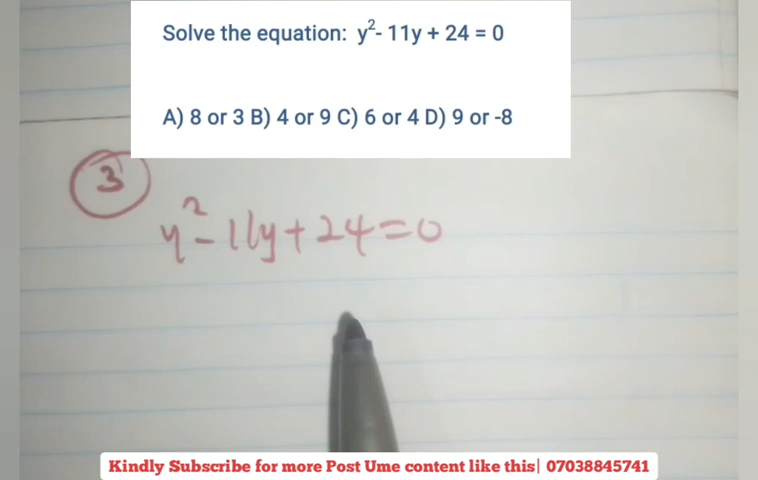 Solve the equation: y²- 11y + 24 = 0
A) 8 or 3 B) 4 or 9 C) 6 or 4 D) 9 or -8
3
y²-11y+24=0
Kindly Subscribe for more Post Ume content like this| 07038845741